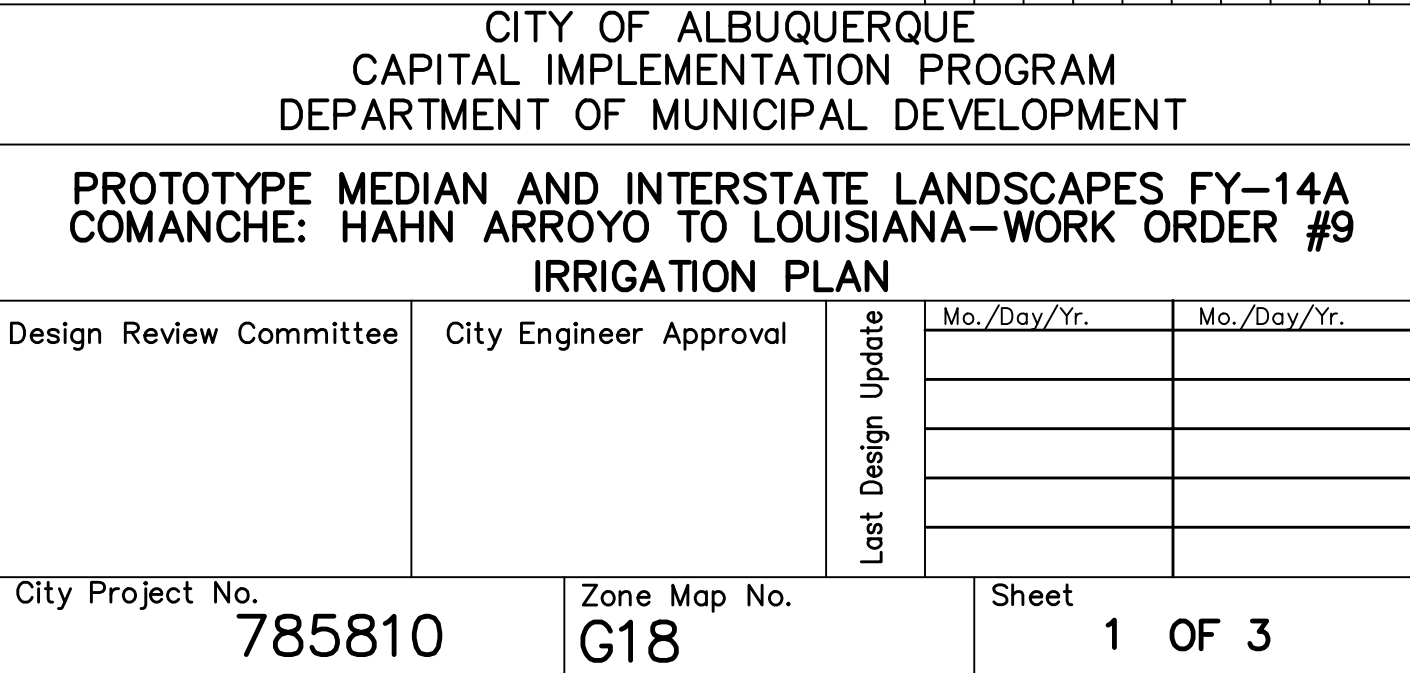 CITY OF ALBUQUERQUE
CAPITAL IMPLEMENTATION PROGRAM
DEPARTMENT OF MUNICIPAL DEVELOPMENT
PROTOTYPE MEDIAN AND INTERSTATE LANDSCAPES FY-14A
COMANCHE: HAHN ARROYO TO LOUISIANA-WORK ORDER #9
IRRIGATION PLAN
Design Review Committee
City Engineer Approval
Last Design Update
Mo./Day/Yr.
Mo./Day/Yr.
City Project No.
785810
Zone Map No.
G18
Sheet
1 OF 3